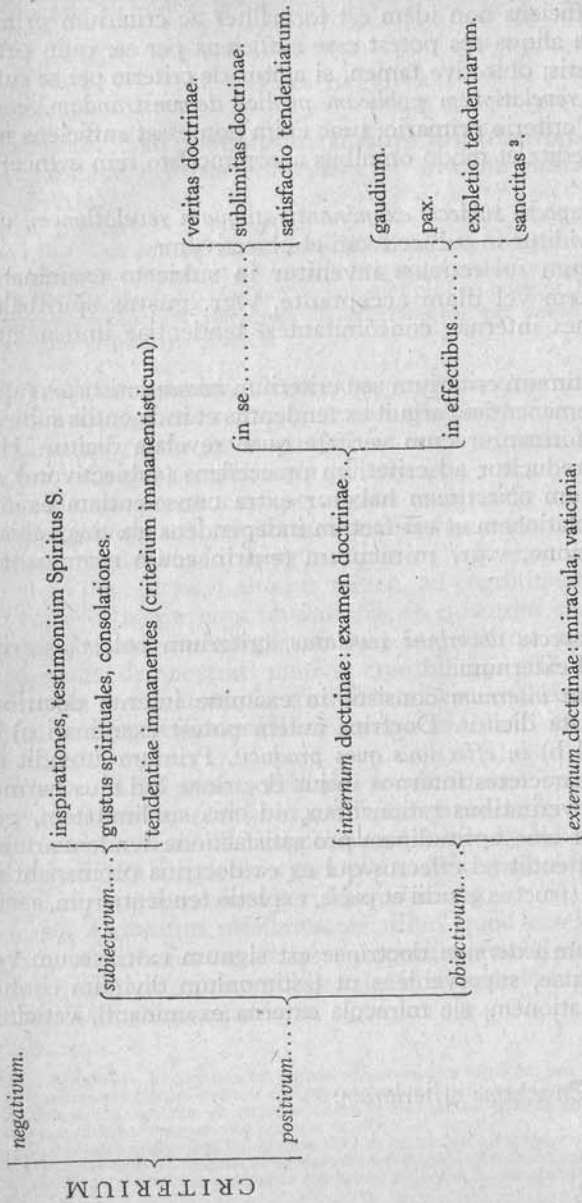 CRITERIUM
negativum.
positivum.....
subiectivum.
inspirationes, testimonium Spiritus S.
gustus spirituales, consolationes.
tendentiae immanentes (criterium immanentisticum).
obiectivum.
internum doctrinae: examen doctrinae
in se..........
veritas doctrinae.
sublimitas doctrinae.
satisfactio tendentiarum.
in effectibus....
gaudium.
pax.
expletio tendentiarum.
sanctitas ³.
externum doctrinae: miracula, vaticinia.